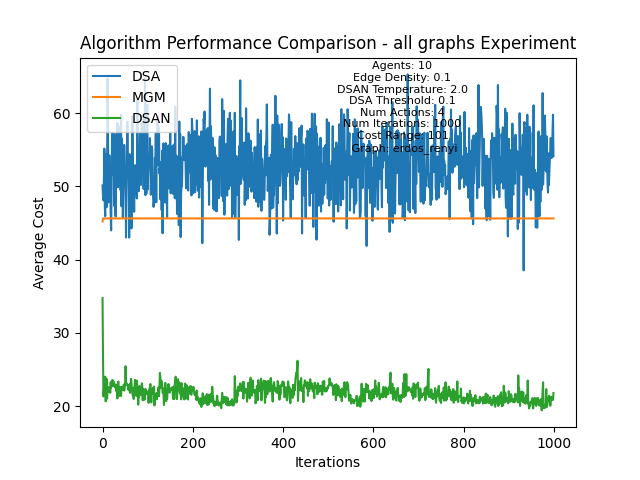 Algorithm Performance Comparison - all graphs Experiment
DSA
MGM
DSAN
Agents: 10
Edge Density: 0.1
DSAN Temperature: 2.0
DSA Threshold: 0.1
Num Actions: 4
Num Iterations: 1000
Cost Range: 101
Graph: erdos_renyi
60
50
40
30
20
Average Cost
0
200
400
600
800
1000
Iterations